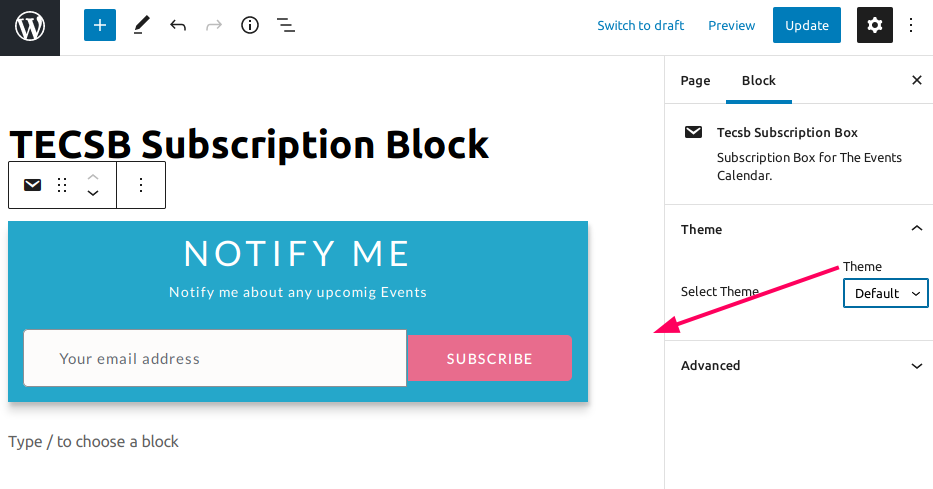 Switch to draft Preview Update
Page Block
TECSB Subscription Block
Tecsb Subscription Box
Subscription Box for The Events
Calendar.
NOTIFY ME
Notify me about any upcomig Events
Your email address SUBSCRIBE
Type / to choose a block
Theme
Theme
Select Theme Default
Advanced